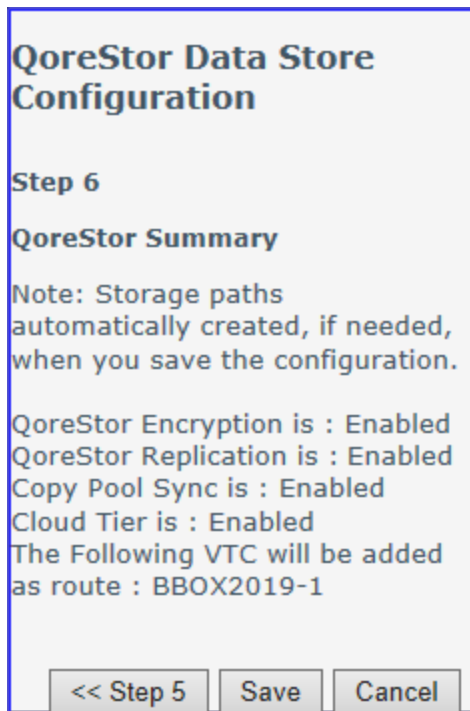 QoreStor Data Store
Configuration
Step 6
QoreStor Summary
Note: Storage paths
automatically created, if needed,
when you save the configuration.
QoreStor Encryption is : Enabled
QoreStor Replication is : Enabled
Copy Pool Sync is : Enabled
Cloud Tier is : Enabled
The Following VTC will be added
as route : BBOX2019-1
<< Step 5 Save Cancel